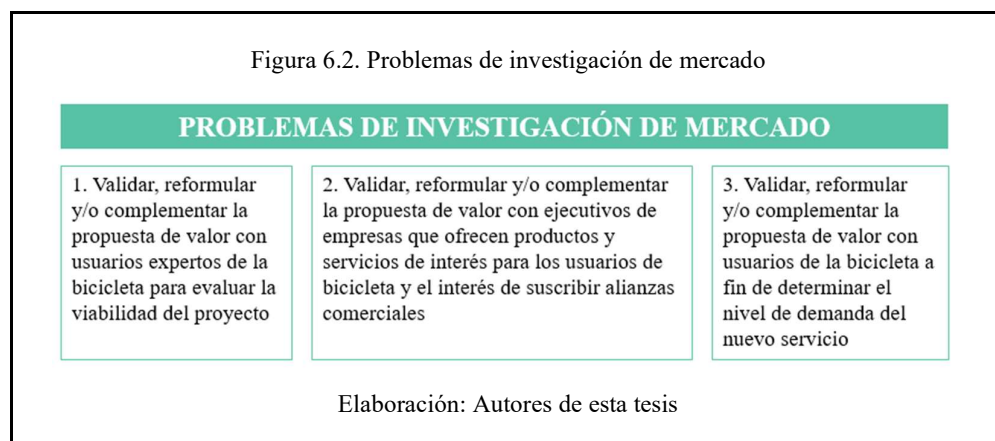 Figura 6.2. Problemas de investigación de mercado
PROBLEMAS DE INVESTIGACIÓN DE MERCADO
1. Validar, reformular
y/o complementar la
propuesta de valor con
usuarios expertos de la
bicicleta para evaluar la
viabilidad del proyecto
2. Validar, reformular y/o complementar
la propuesta de valor con ejecutivos de
empresas que ofrecen productos y
servicios de interés para los usuarios de
bicicleta y el interés de suscribir alianzas
comerciales
3. Validar, reformular
y/o complementar la
propuesta de valor con
usuarios de la bicicleta a
fin de determinar el
nivel de demanda del
nuevo servicio
Elaboración: Autores de esta tesis